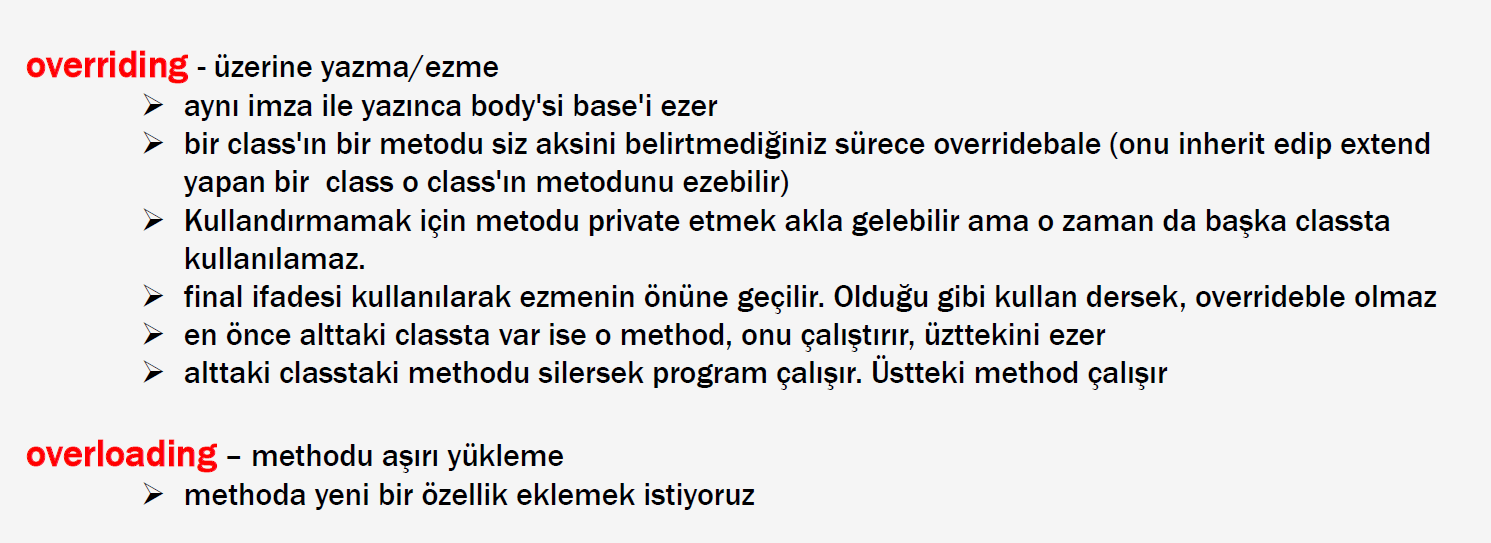 overriding - üzerine yazma/ezme
➢ aynı imza ile yazınca body'si base'i ezer
➢ bir class'ın bir metodu siz aksini belirtmediğiniz sürece overridebale (onu inherit edip extend
yapan bir class o class'ın metodunu ezebilir)
➢ Kullandırmamak için metodu private etmek akla gelebilir ama o zaman da başka classta
kullanılamaz.
➢ final ifadesi kullanılarak ezmenin önüne geçilir. Olduğu gibi kullan dersek, overrideble olmaz
➢ en önce alttaki classta var ise o method, onu çalıştırır, üzttekini ezer
➢ alttaki classtaki methodu silersek program çalışır. Üstteki method çalışır
overloading – methodu aşırı yükleme
➢ methoda yeni bir özellik eklemek istiyoruz